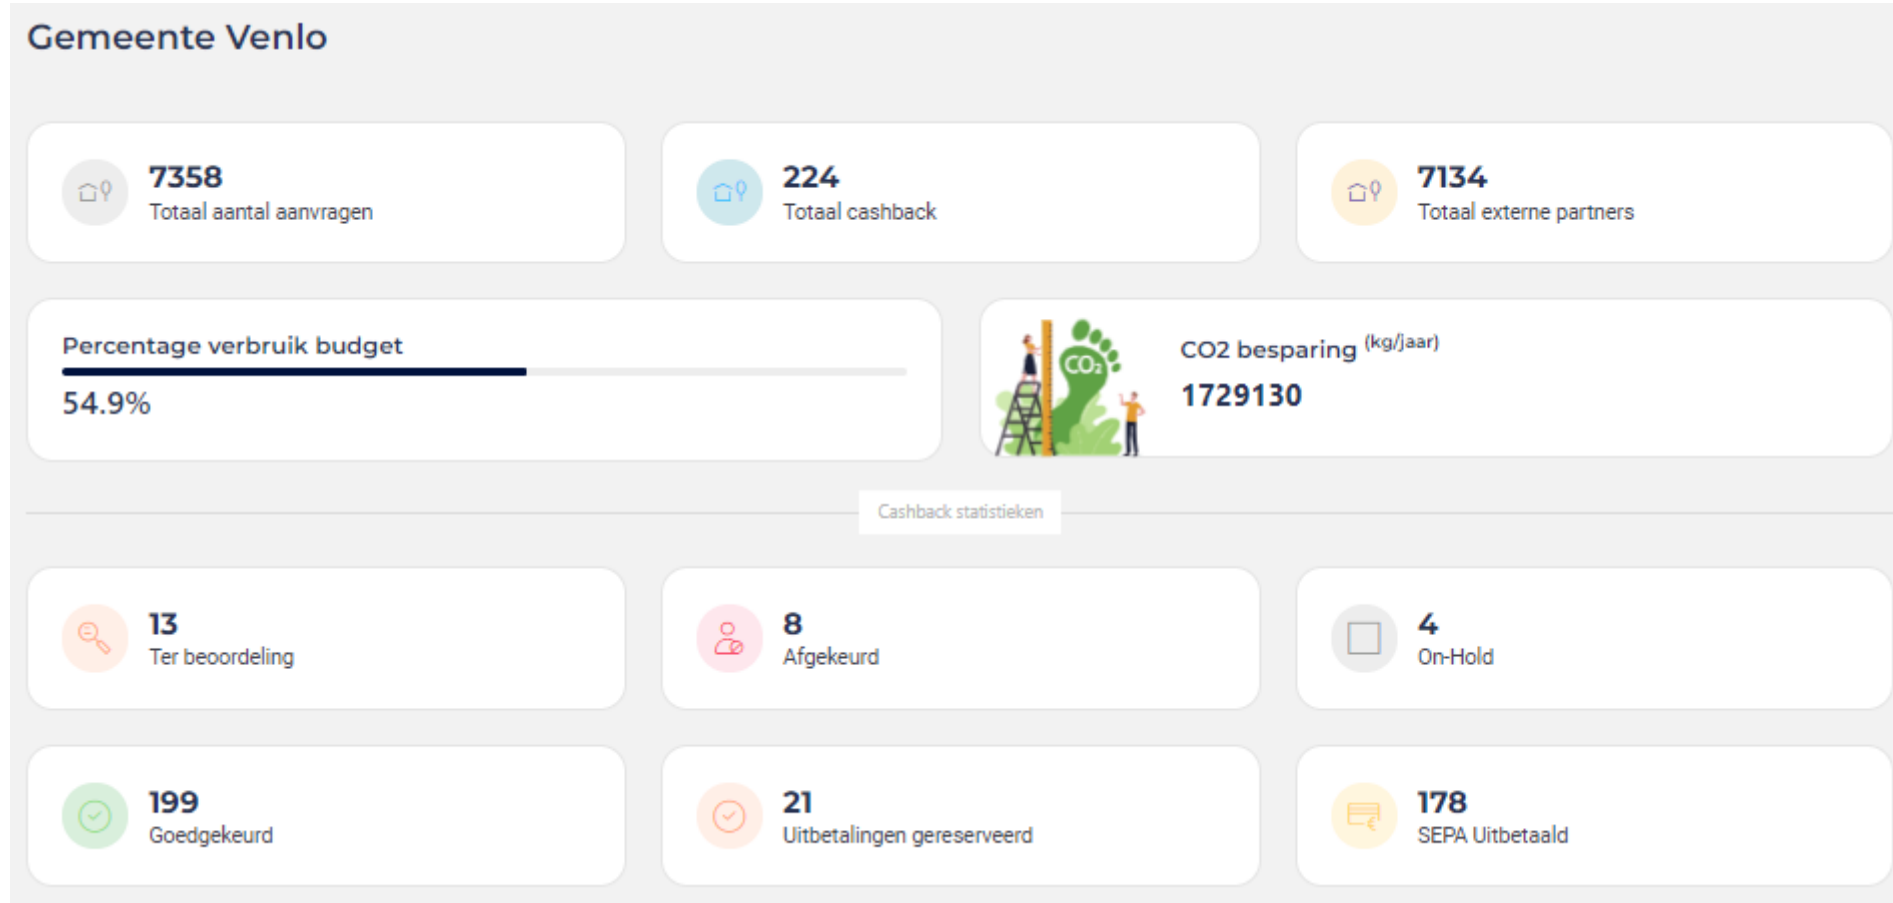 Gemeente Venlo
7358
Totaal aantal aanvragen
224
Totaal cashback
7134
Totaal externe partners
Percentage verbruik budget
54.9%
CO2
CO2 besparing (kg/jaar)
1729130
Cashback statistieken
13
Ter beoordeling
8
Afgekeurd
4
On-Hold
199
Goedgekeurd
21
Uitbetalingen gereserveerd
178
SEPA Uitbetaald